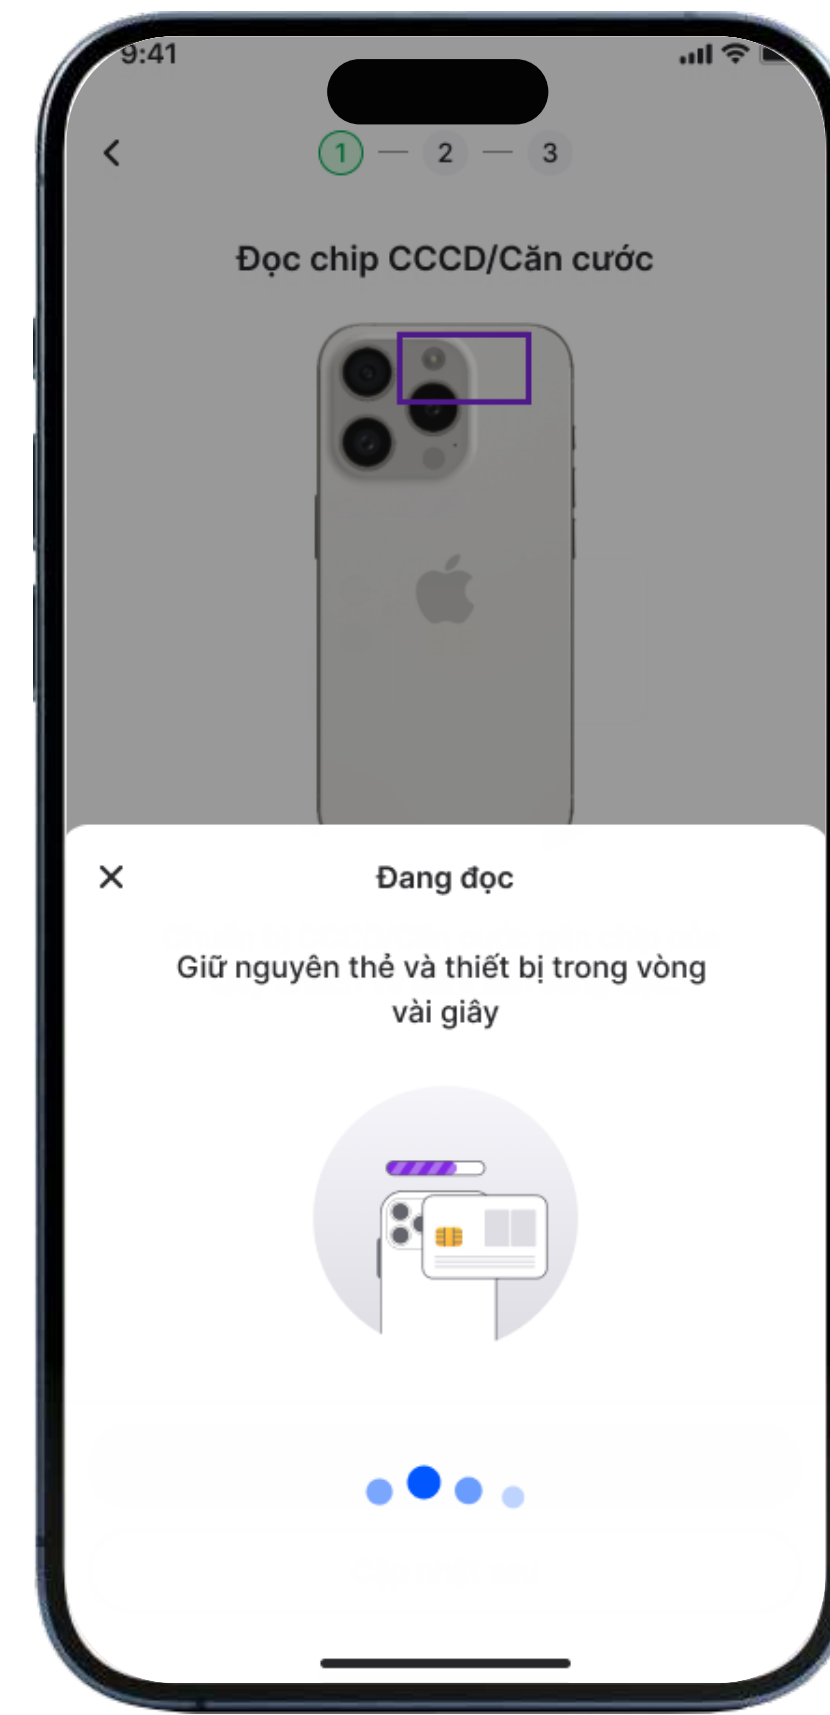 9:41
1 — 2 — 3
Đọc chip CCCD/Căn cước
Đang đọc
Giữ nguyên thẻ và thiết bị trong vòng
vài giây